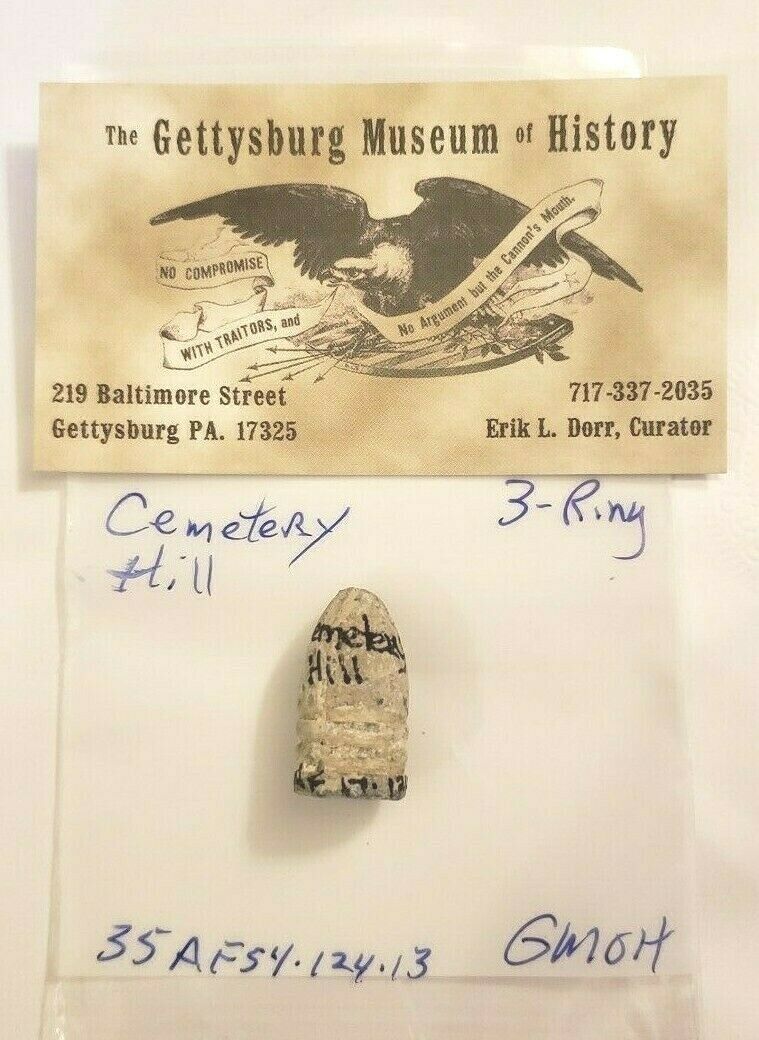 The Gettysburg Museum of History
NO COMPROMISE
WITH TRAITORS, and
No Argument but the Cannon's Mouth.
219 Baltimore Street
Gettysburg PA. 17325
717-337-2035
Erik L. Dorr, Curator
Cemetery
Hill
3-Ring
emetery
Hill
35AF54.124.13
GMOH